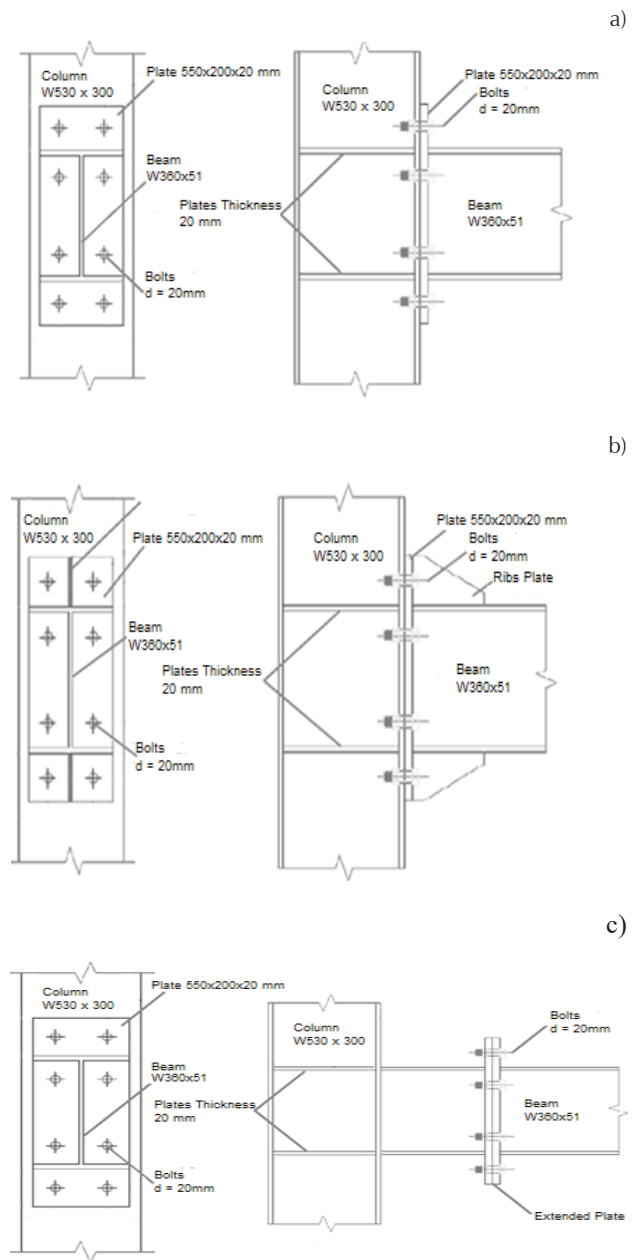 a)
Column
W530 x 300
Plate 550x200x20 mm
Beam
W360x51
Bolts
d = 20mm
Column
W530 x 300
Plate 550x200x20 mm
Bolts
d = 20mm
Plates Thickness
20 mm
Beam
W360x51
b)
Column
W530 x 300
Plate 550x200x20 mm
Beam
W360x51
Bolts
d = 20mm
Column
W530 x 300
Plate 550x200x20 mm
Bolts
d = 20mm
Ribs Plate
Plates Thickness
20 mm
Beam
W360x51
c)
Column
W530 x 300
Plate 550x200x20 mm
Beam
W360x51
Plates Thickness
20 mm
Bolts
d = 20mm
Column
W530 x 300
Bolts
d = 20mm
Beam
W360x51
Extended Plate